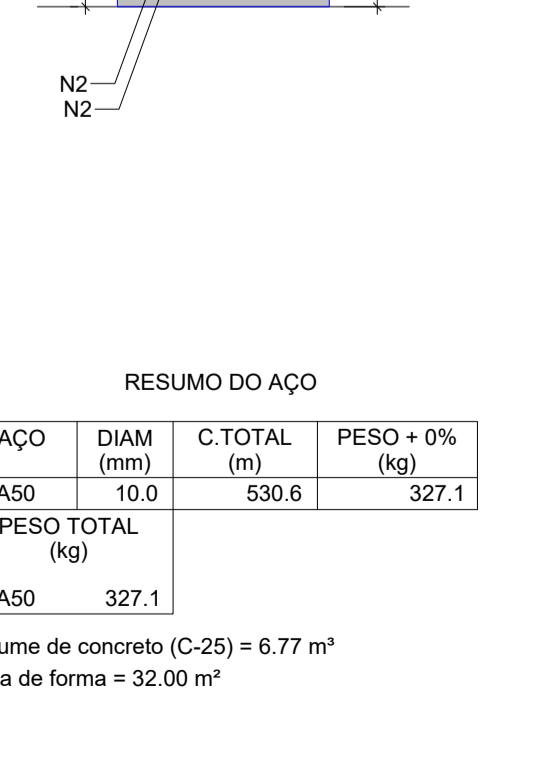 N2
N2
RESUMO DO AÇO
AÇO DIAM C.TOTAL PESO + 0%
(mm) (m) (kg)
A50 10.0 530.6 327.1
PESO TOTAL
(kg)
A50 327.1
ume de concreto (C-25) = 6.77 m³
a de forma = 32.00 m²